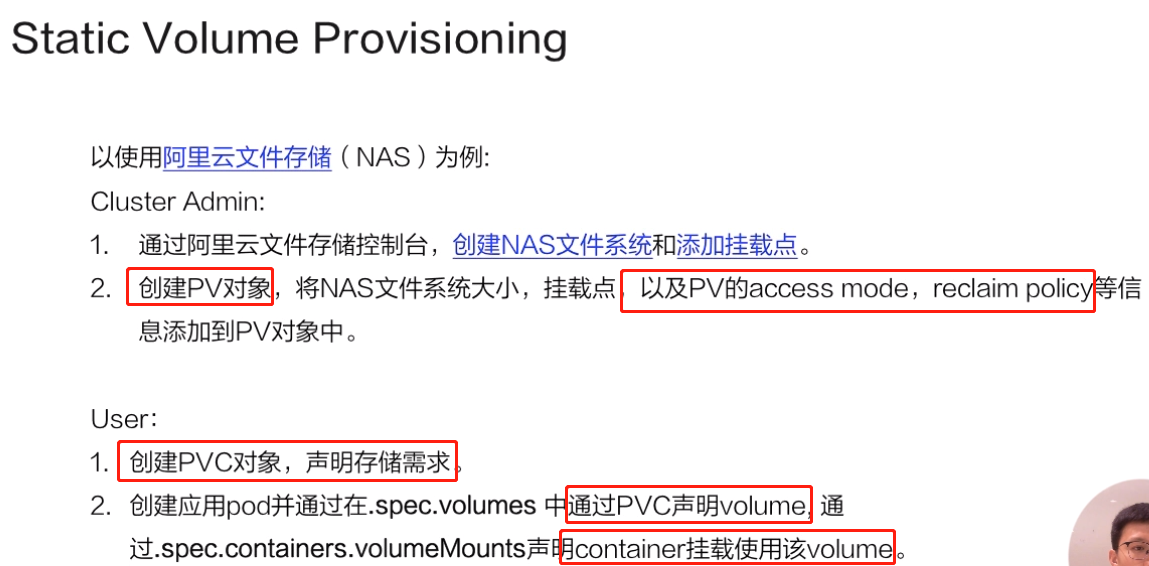 Static Volume Provisioning
以使用阿里云文件存储（NAS）为例:
Cluster Admin:
1. 通过阿里云文件存储控制台，创建NAS文件系统和添加挂载点。
2. 创建PV对象，将NAS文件系统大小，挂载点，以及PV的access mode，reclaim policy等信
息添加到PV对象中。
User：
1. 创建PVC对象，声明存储需求。
2. 创建应用pod并通过在.spec.volumes 中通过PVC声明volume, 通
过.spec.containers.volumeMounts声明container挂载使用该volume。